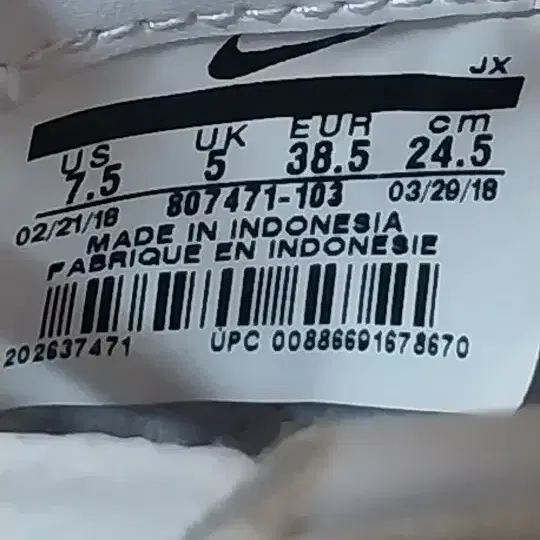 JX
US UK EUR cm
7.5 5 38.5 24.5
02/21/18 807471-103 03/29/18
MADE IN INDONESIA
FABRIQUE EN INDONESIE
202637471 UPC 00886691678670